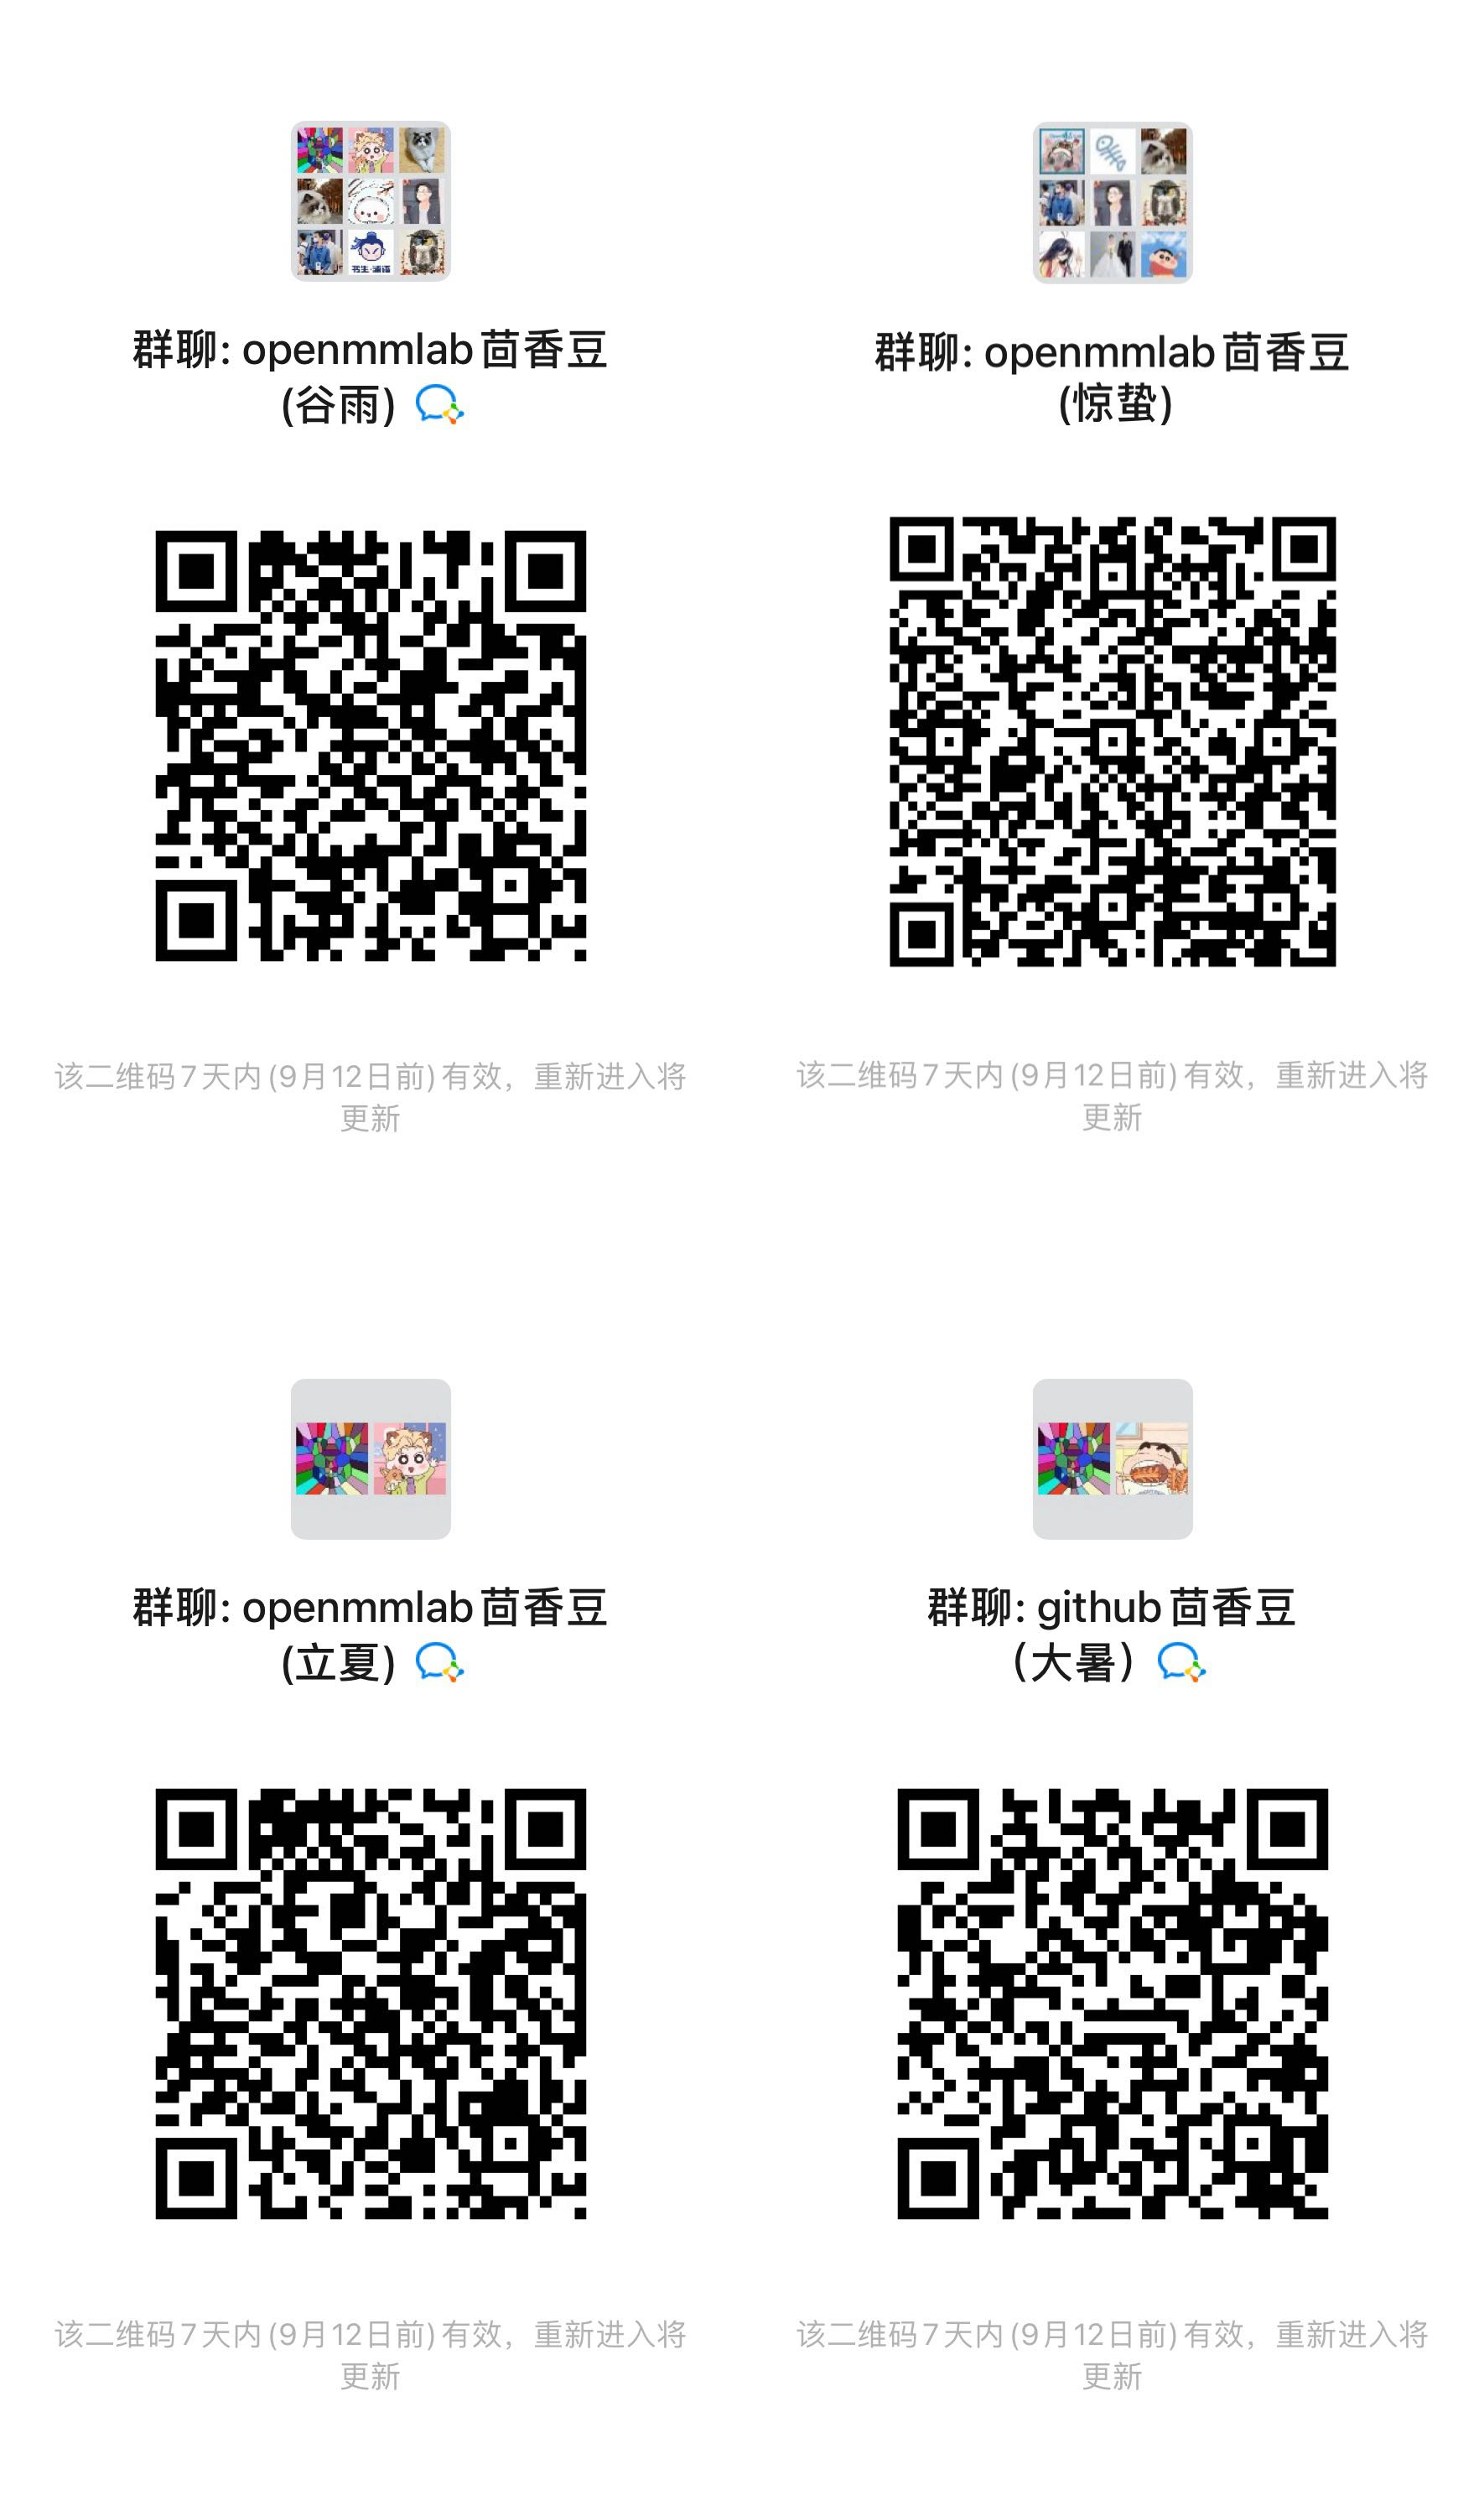 书生·浦语
群聊: openmmlab茴香豆
(谷雨)
该二维码7天内(9月12日前)有效，重新进入将
更新
群聊: openmmlab茴香豆
(惊蛰)
该二维码7天内(9月12日前)有效，重新进入将
更新
群聊: openmmlab茴香豆
(立夏)
该二维码7天内(9月12日前)有效，重新进入将
更新
群聊: github茴香豆
（大暑）
该二维码7天内(9月12日前)有效，重新进入将
更新